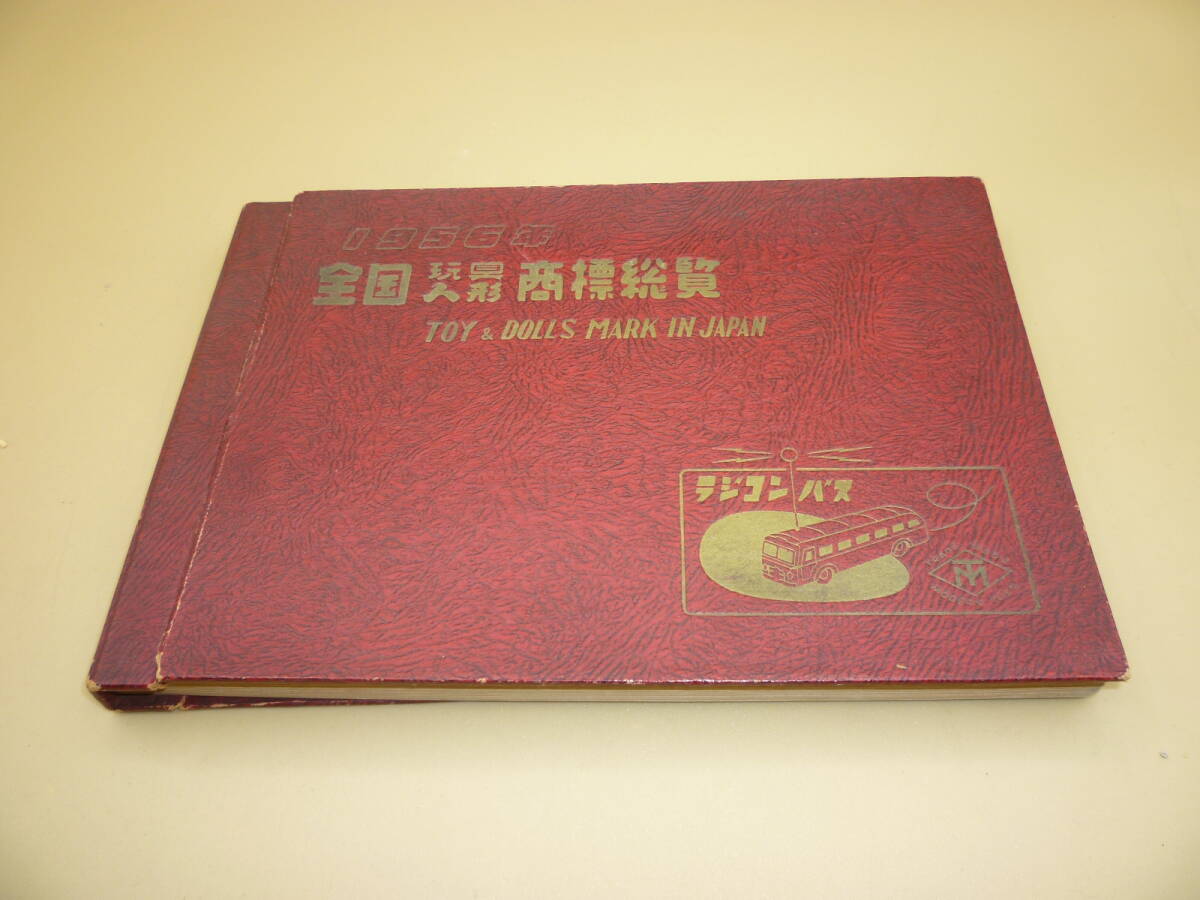 1956年
全国 玩具人形 商標総覧
TOY & DOLLS MARK IN JAPAN
ラジコン バス
TM